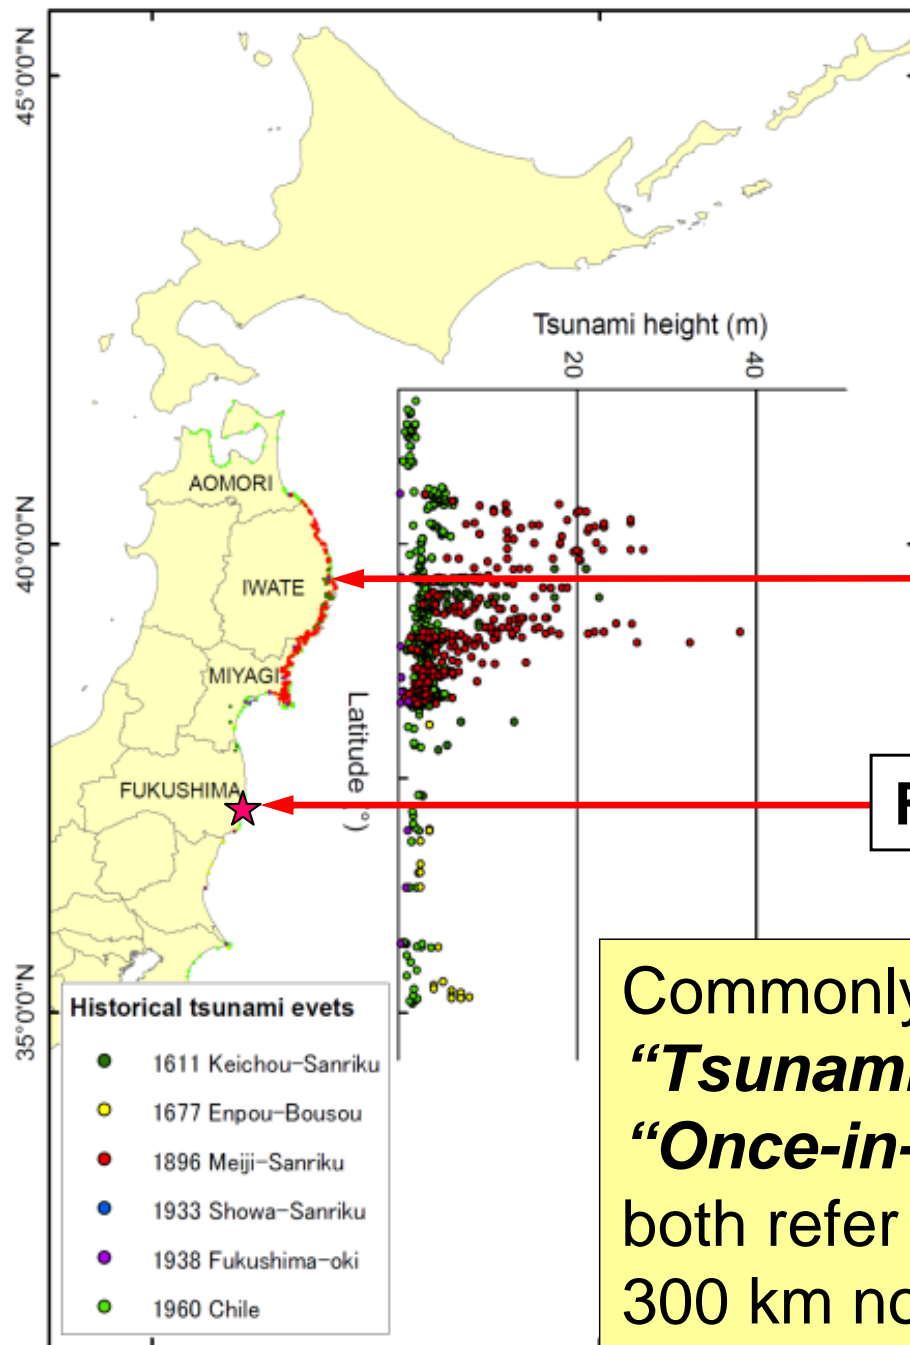 45°0'0"N
Tsunami height (m)
20
40
AOMORI
40°0'0"N
IWATE
MIYAGI
Latitude (°)
FUKUSHIMA
F
35°0'0"N
Historical tsunami evets
1611 Keichou-Sanriku
1677 Enpou-Bousou
1896 Meiji-Sanriku
1933 Showa-Sanriku
1938 Fukushima-oki
1960 Chile
Commonly
“Tsunami
“Once-in-
both refer
300 km no